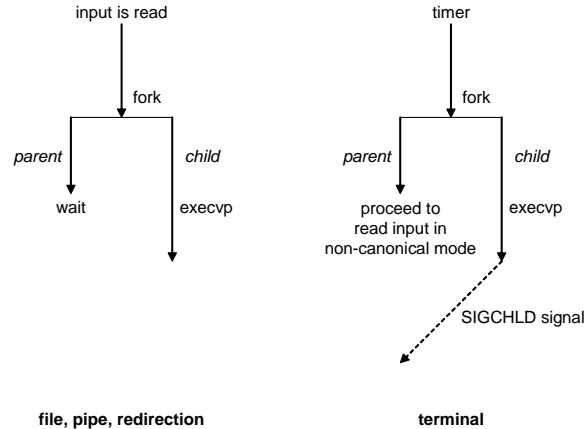 input is read
timer
fork
fork
parent
child
parent
child
wait
execvp
proceed to
read input in
non-canonical mode
execvp
SIGCHLD signal
file, pipe, redirection
terminal